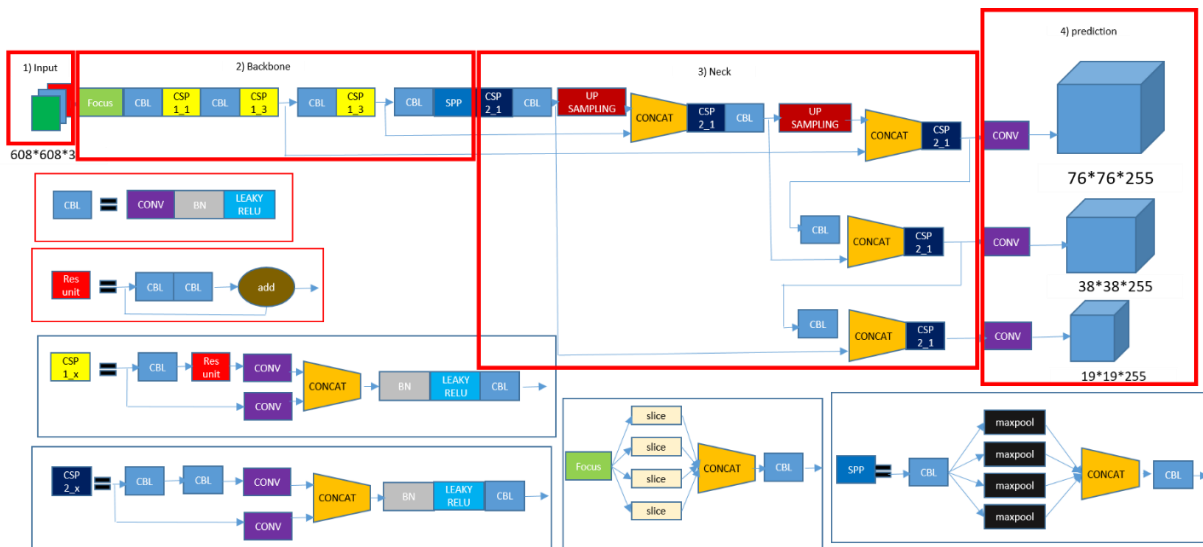 1) Input
2) Backbone
3) Neck
4) prediction
Focus
CBL
CSP
1_1
CBL
CSP
1_3
CBL
CSP
1_3
CBL
SPP
CSP
2_1
CBL
UP
SAMPLING
CONCAT
CSP
2_1
CBL
UP
SAMPLING
CONCAT
CSP
2_1
CONV
608*608*3
76*76*255
CBL
CONV
BN
LEAKY
RELU
CBL
CONCAT
CSP
2_1
CONV
38*38*255
Res
unit
CBL
CBL
add
CBL
CONCAT
CSP
2_1
CONV
19*19*255
CSP
1_x
CBL
Res
unit
CONV
CONCAT
BN
LEAKY
RELU
CBL
CONV
CSP
2_x
CBL
CBL
CONV
CONCAT
BN
LEAKY
RELU
CBL
CONV
Focus
slice
slice
slice
slice
CONCAT
CBL
SPP
CBL
maxpool
maxpool
maxpool
maxpool
CONCAT
CBL